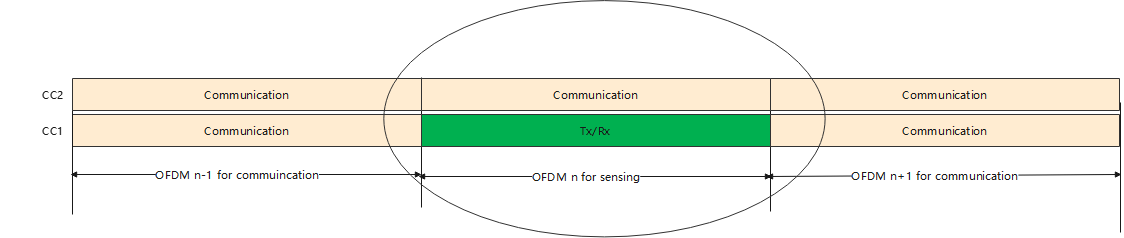 CC2 Communication Communication Communication
CC1 Communication Tx/Rx Communication
OFDM n-1 for commuincation OFDM n for sensing OFDM n+1 for communication